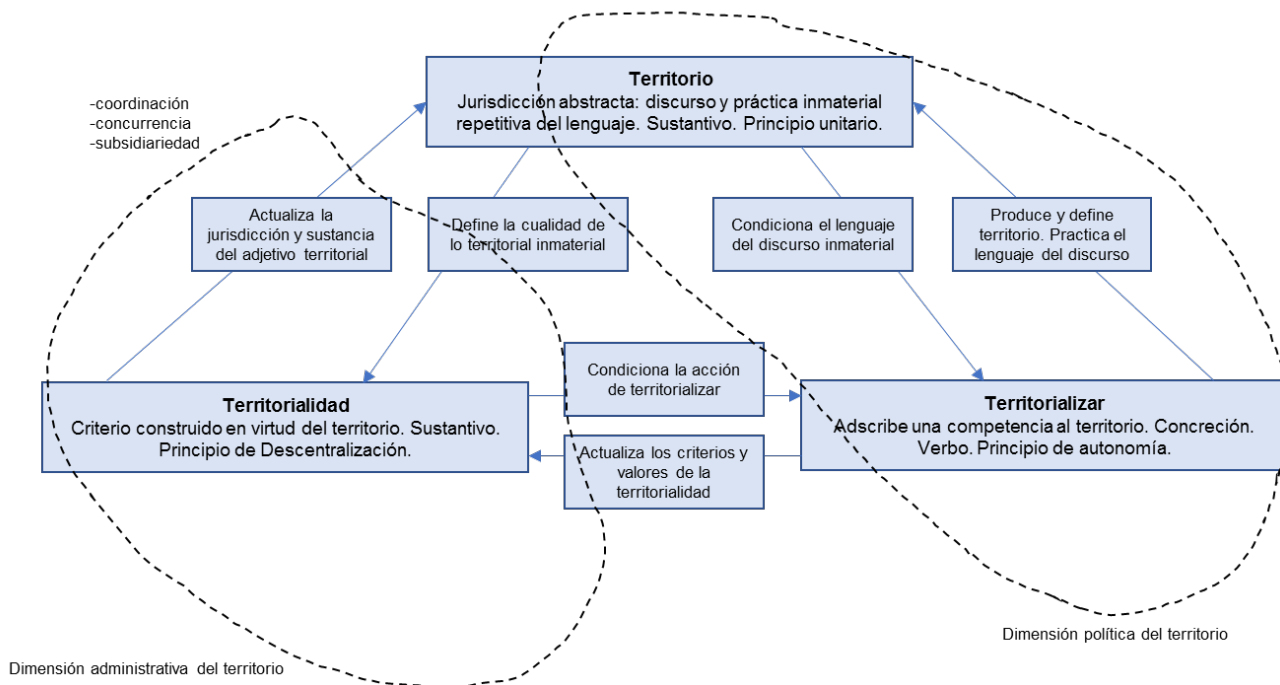 Territorio
Jurisdicción abstracta: discurso y práctica inmaterial
repetitiva del lenguaje. Sustantivo. Principio unitario.
-coordinación
-concurrencia
-subsidiariedad
Actualiza la
jurisdicción y sustancia
del adjetivo territorial
Define la cualidad de
lo territorial inmaterial
Condiciona el lenguaje
del discurso inmaterial
Produce y define
territorio. Practica el
lenguaje del discurso
Condiciona la acción
de territorializar
Territorialidad
Criterio construido en virtud del territorio. Sustantivo.
Principio de Descentralización.
Territorializar
Adscribe una competencia al territorio. Concreción.
Verbo. Principio de autonomía.
Actualiza los criterios y
valores de la
territorialidad
Dimensión política del territorio
Dimensión administrativa del territorio